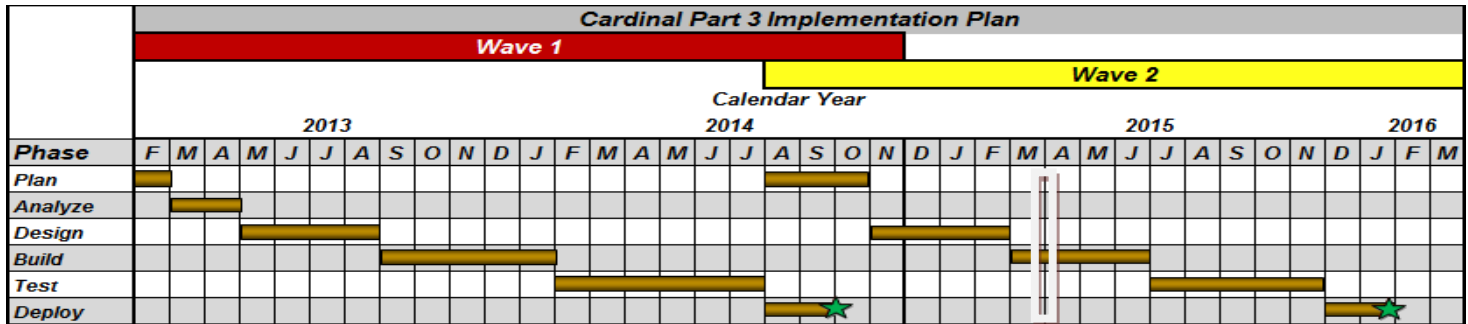 Cardinal Part 3 Implementation Plan
Wave 1
Wave 2
Calendar Year
2013 2014 2015 2016
Phase F M A M J J A S O N D J F M A M J J A S O N D J F M A M J J A S O N D J F M
Plan
Analyze
Design
Build
Test
Deploy